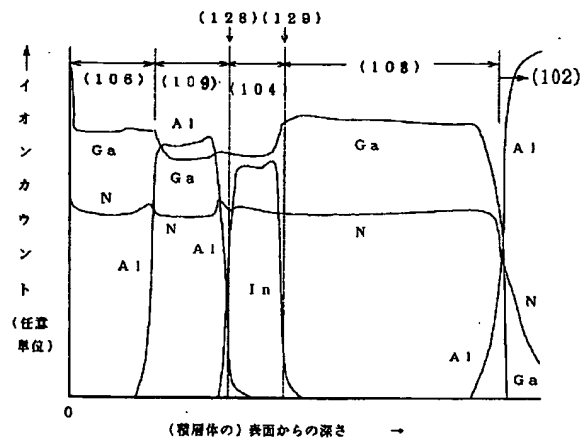 (128)(129)
(106)
(109)
(104)
(108)
(102)
↑イオンカウント
(任意
単位)
Al
Ga
Ga
Ga
Al
N
N
Al
N
Al
In
N
Al
Ga
0
(積層体の) 表面からの深さ →